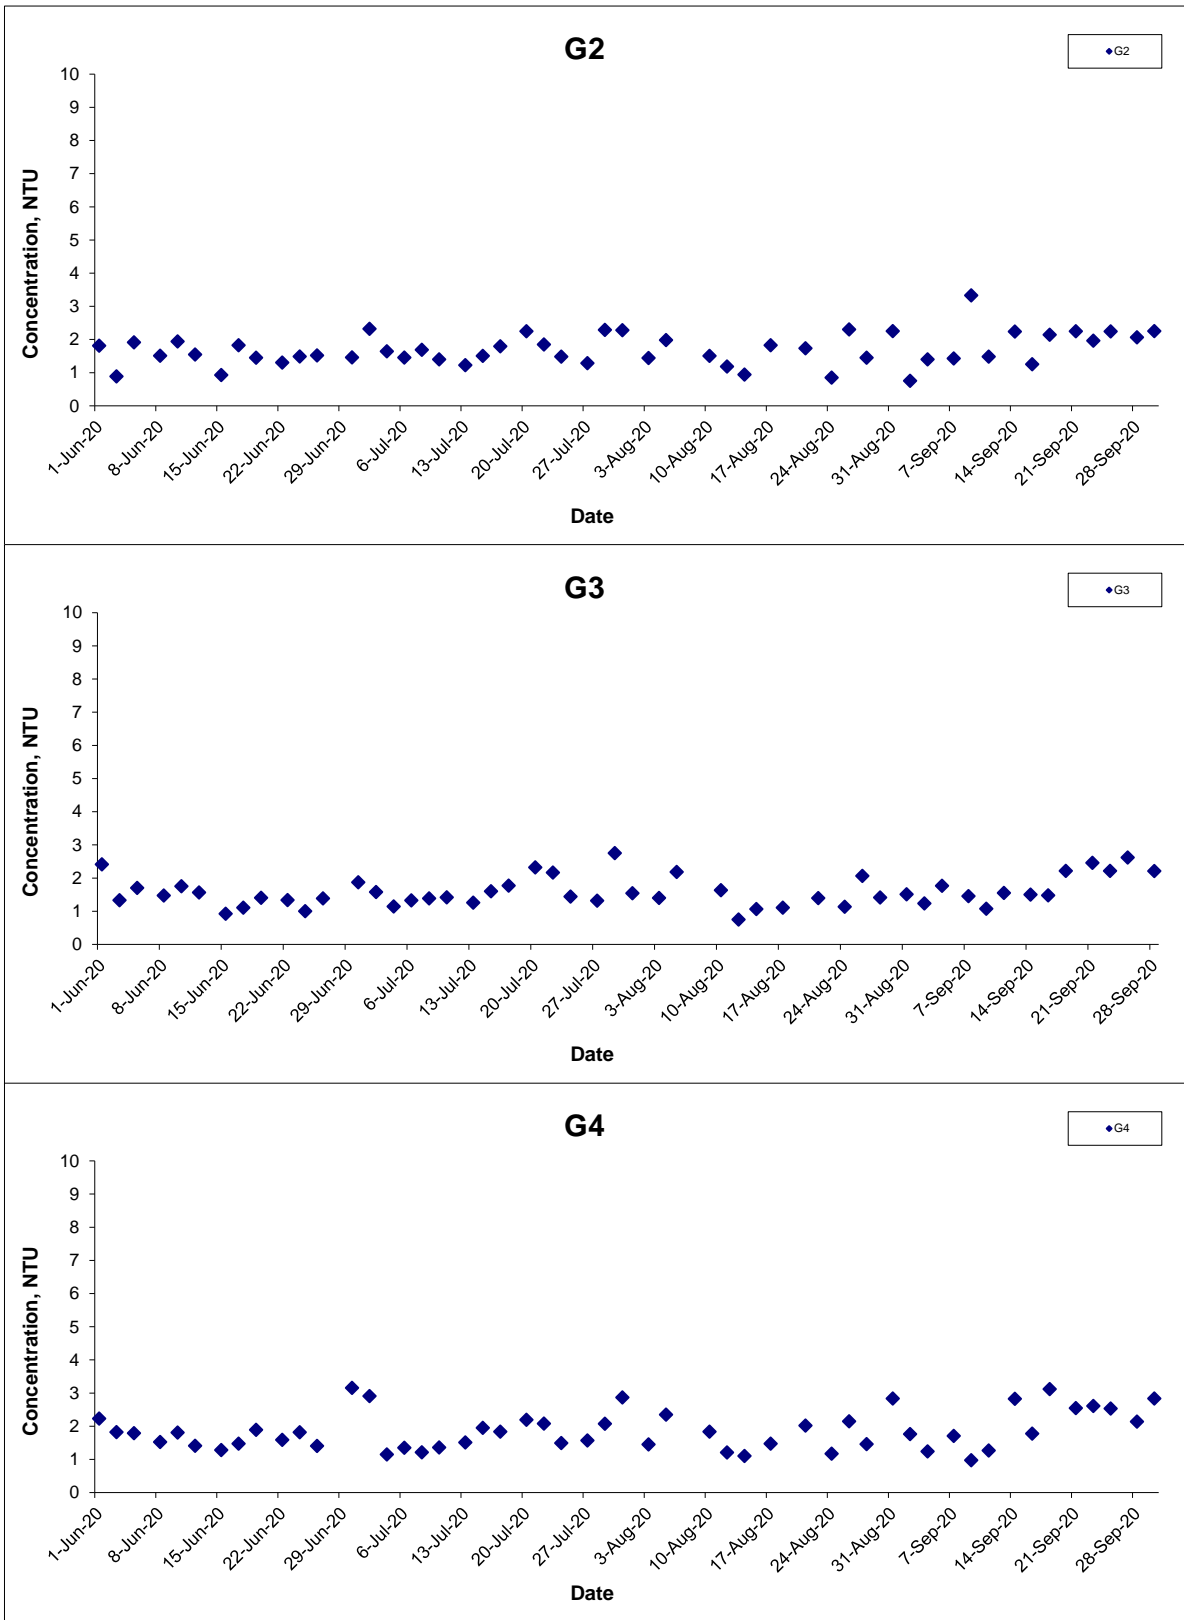 G2
G2
10
9
8
7
6
5
4
3
2
1
0
Concentration, NTU
1-Jun-20
8-Jun-20
15-Jun-20
22-Jun-20
29-Jun-20
6-Jul-20
13-Jul-20
20-Jul-20
27-Jul-20
3-Aug-20
10-Aug-20
17-Aug-20
24-Aug-20
31-Aug-20
7-Sep-20
14-Sep-20
21-Sep-20
28-Sep-20
Date
G3
G3
10
9
8
7
6
5
4
3
2
1
0
Concentration, NTU
1-Jun-20
8-Jun-20
15-Jun-20
22-Jun-20
29-Jun-20
6-Jul-20
13-Jul-20
20-Jul-20
27-Jul-20
3-Aug-20
10-Aug-20
17-Aug-20
24-Aug-20
31-Aug-20
7-Sep-20
14-Sep-20
21-Sep-20
28-Sep-20
Date
G4
G4
10
9
8
7
6
5
4
3
2
1
0
Concentration, NTU
1-Jun-20
8-Jun-20
15-Jun-20
22-Jun-20
29-Jun-20
6-Jul-20
13-Jul-20
20-Jul-20
27-Jul-20
3-Aug-20
10-Aug-20
17-Aug-20
24-Aug-20
31-Aug-20
7-Sep-20
14-Sep-20
21-Sep-20
28-Sep-20
Date